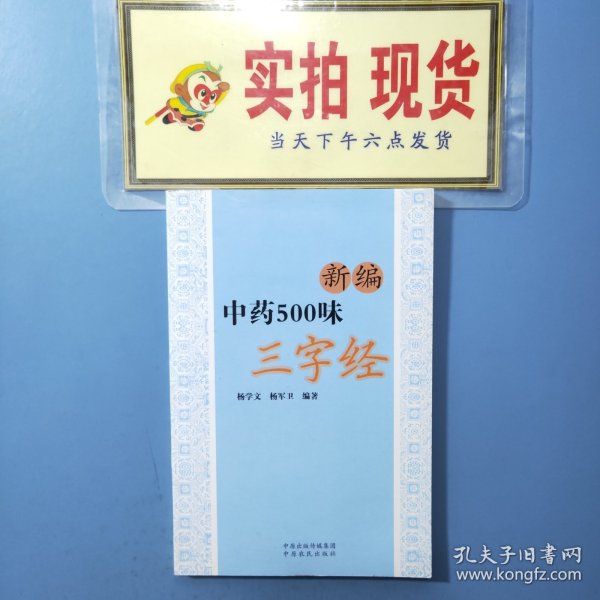 实拍 现货
当天下午六点发货
新编
中药500味
三字经
杨学文 杨军卫 编著
中原出版传媒集团
中原农民出版社
孔夫子旧书网
www.kongfz.com